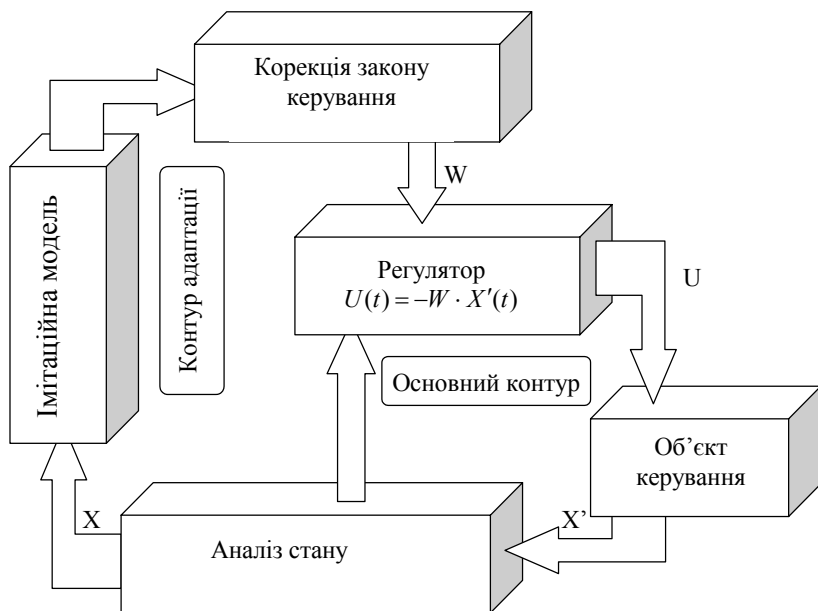 Корекція закону
керування
W
Імітаційна модель
Контур адаптації
Регулятор
U(t) = −W · X′(t)
U
Основний контур
Об’єкт
керування
X
Аналіз стану
X’